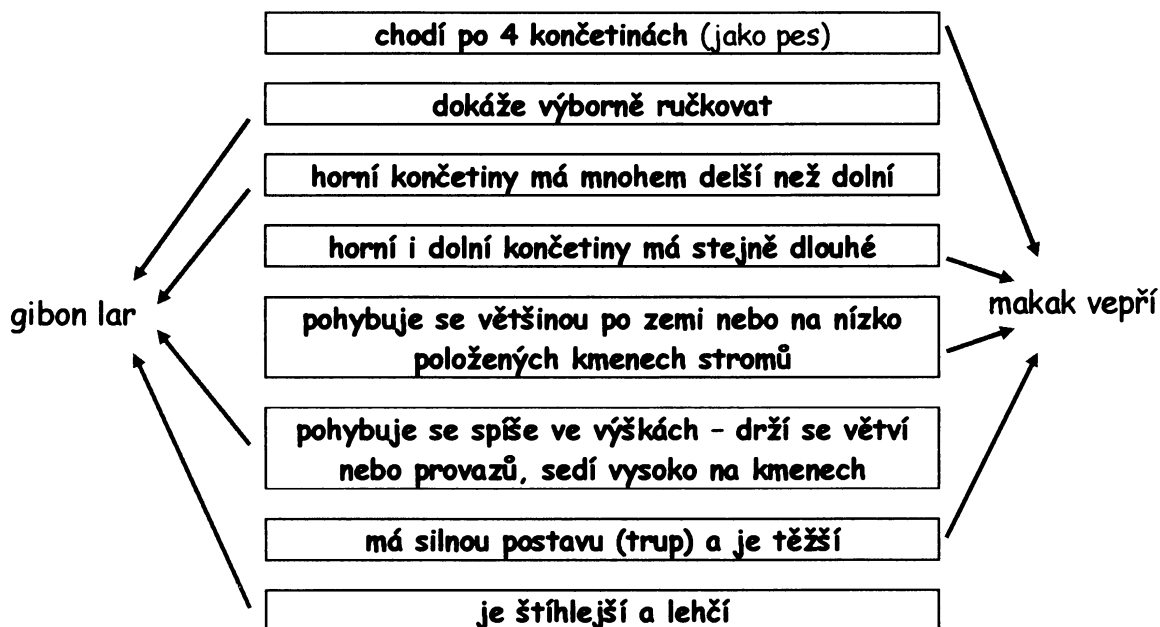 chodí po 4 končetinách (jako pes)
dokáže výborně ručkovat
horní končetiny má mnohem delší než dolní
horní i dolní končetiny má stejně dlouhé
gibon lar
pohybuje se většinou po zemi nebo na nízko
položených kmenech stromů
makak vepří
pohybuje se spíše ve výškách – drží se větví
nebo provazů, sedí vysoko na kmenech
má silnou postavu (trup) a je těžší
je štíhlejší a lehčí